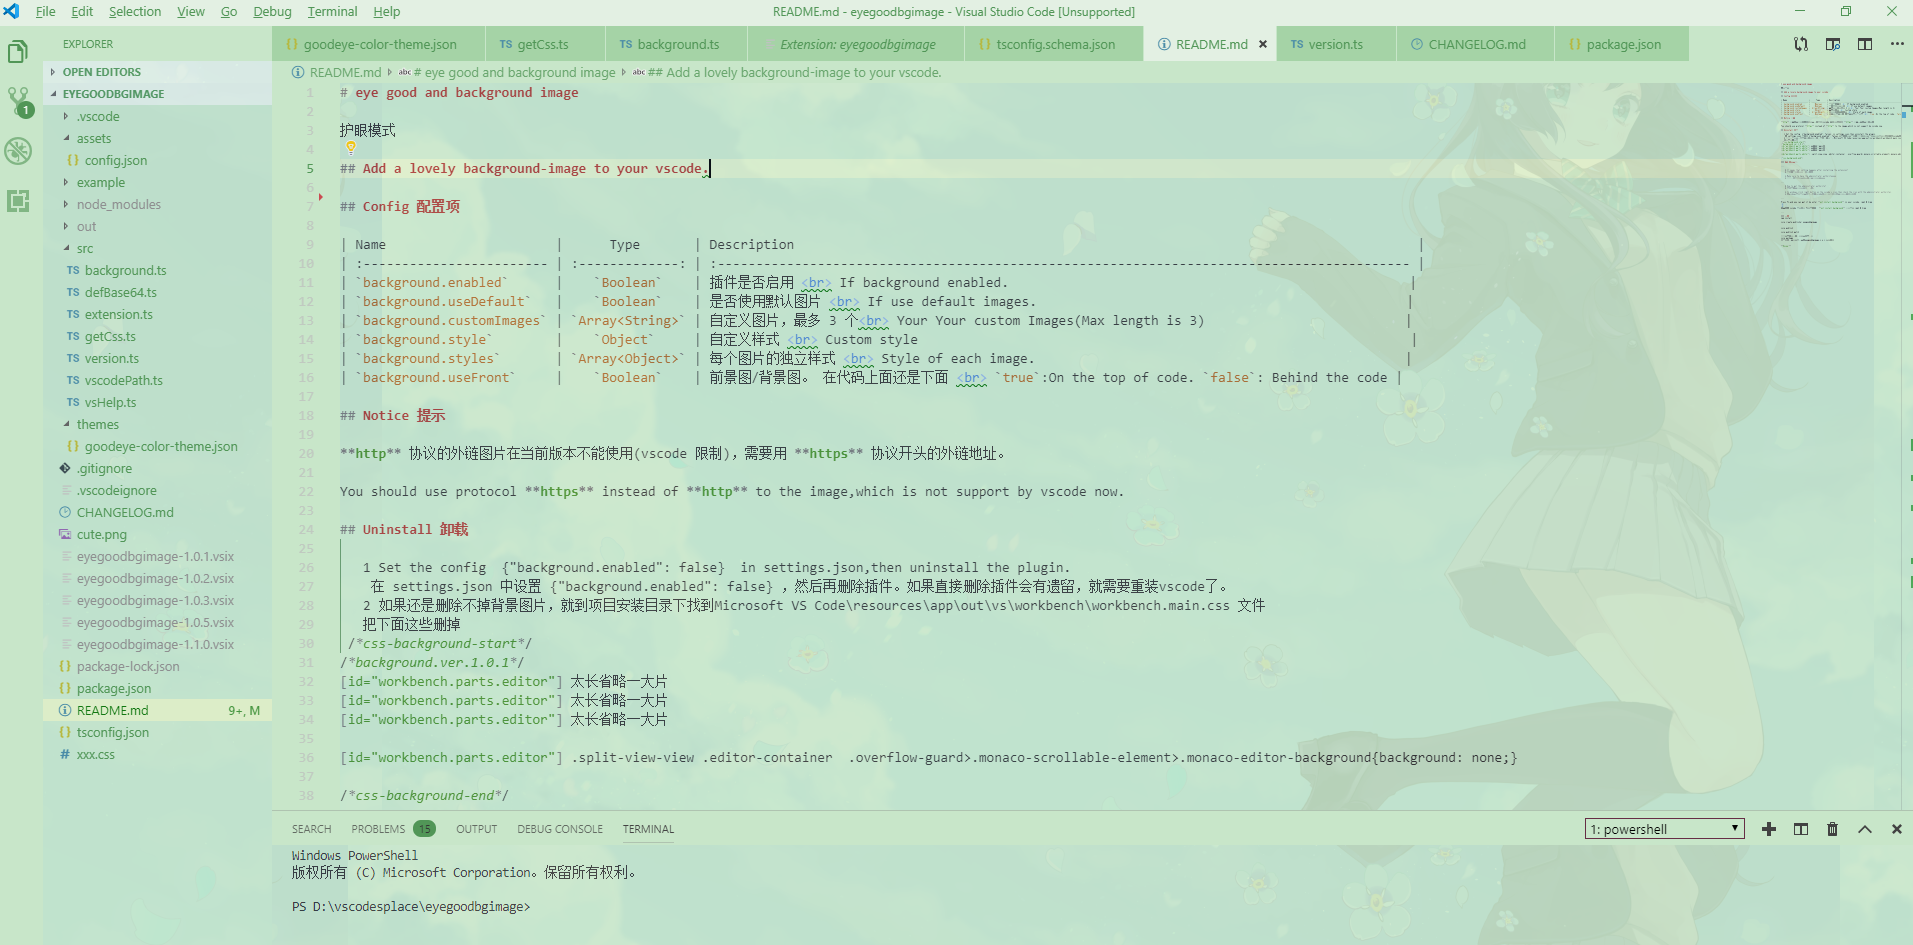 File Edit Selection View Go Debug Terminal Help
README.md - eyegoodbgimage - Visual Studio Code [Unsupported]
EXPLORER
{} goodeye-color-theme.json
TS getCss.ts
TS background.ts
Extension: eyegoodbgimage
{} tsconfig.schema.json
README.md
TS version.ts
CHANGELOG.md
{} package.json
OPEN EDITORS
EYEGOODBGIMAGE
1
.vscode
assets
{} config.json
example
node_modules
out
src
TS background.ts
TS defBase64.ts
TS extension.ts
TS getCss.ts
TS version.ts
TS vscodePath.ts
TS vsHelp.ts
themes
{} goodeye-color-theme.json
.gitignore
.vscodeignore
CHANGELOG.md
cute.png
eyegoodbgimage-1.0.1.vsix
eyegoodbgimage-1.0.2.vsix
eyegoodbgimage-1.0.3.vsix
eyegoodbgimage-1.0.5.vsix
eyegoodbgimage-1.1.0.vsix
{} package-lock.json
{} package.json
README.md 9+, M
{} tsconfig.json
# xxx.css
README.md abc # eye good and background image abc ## Add a lovely background-image to your vscode.
1 # eye good and background image
2
3 护眼模式
4
5 ## Add a lovely background-image to your vscode.
6
7 ## Config 配置项
8
9 | Name | Type | Description |
10 | :------------------------ | :-------------: | :------------------------------------------------------------------------------------------ |
11 | `background.enabled` | `Boolean` | 插件是否启用 <br> If background enabled. |
12 | `background.useDefault` | `Boolean` | 是否使用默认图片 <br> If use default images. |
13 | `background.customImages` | `Array<String>` | 自定义图片，最多 3 个<br> Your Your custom Images(Max length is 3) |
14 | `background.style` | `Object` | 自定义样式 <br> Custom style |
15 | `background.styles` | `Array<Object>` | 每个图片的独立样式 <br> Style of each image. |
16 | `background.useFront` | `Boolean` | 前景图/背景图。 在代码上面还是下面 <br> `true`:On the top of code. `false`: Behind the code |
17
18 ## Notice 提示
19
20 **http** 协议的外链图片在当前版本不能使用(vscode 限制)，需要用 **https** 协议开头的外链地址。
21
22 You should use protocol **https** instead of **http** to the image,which is not support by vscode now.
23
24 ## Uninstall 卸载
25
26 1 Set the config {"background.enabled": false} in settings.json,then uninstall the plugin.
27 在 settings.json 中设置 {"background.enabled": false} ，然后再删除插件。如果直接删除插件会有遗留，就需要重装vscode了。
28 2 如果还是删除不掉背景图片，就到项目安装目录下找到Microsoft VS Code\resources\app\out\vs\workbench\workbench.main.css 文件
29 把下面这些删掉
30 /*css-background-start*/
31 /*background.ver.1.0.1*/
32 [id="workbench.parts.editor"] 太长省略一大片
33 [id="workbench.parts.editor"] 太长省略一大片
34 [id="workbench.parts.editor"] 太长省略一大片
35
36 [id="workbench.parts.editor"] .split-view-view .editor-container .overflow-guard>.monaco-scrollable-element>.monaco-editor-background{background: none;}
37
38 /*css-background-end*/
SEARCH PROBLEMS 15 OUTPUT DEBUG CONSOLE TERMINAL
1: powershell
Windows PowerShell
版权所有 (C) Microsoft Corporation。保留所有权利。
PS D:\vscodesplace\eyegoodbgimage>